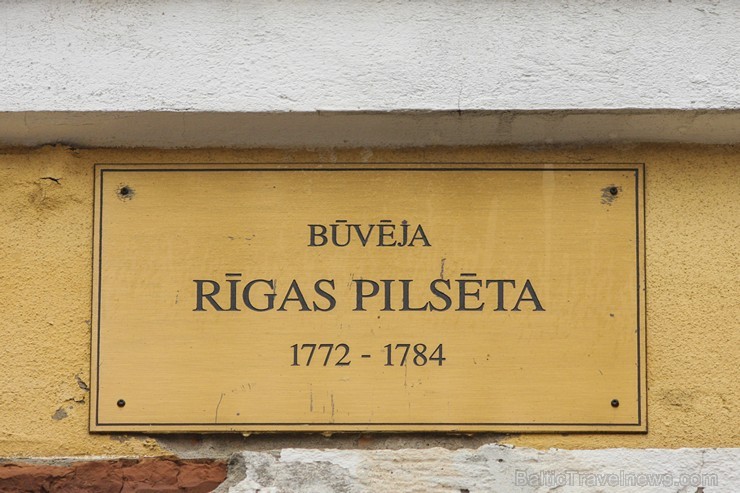 BŪVĒJA
RĪGAS PILSĒTA
1772 - 1784
BalticTravelnews.com